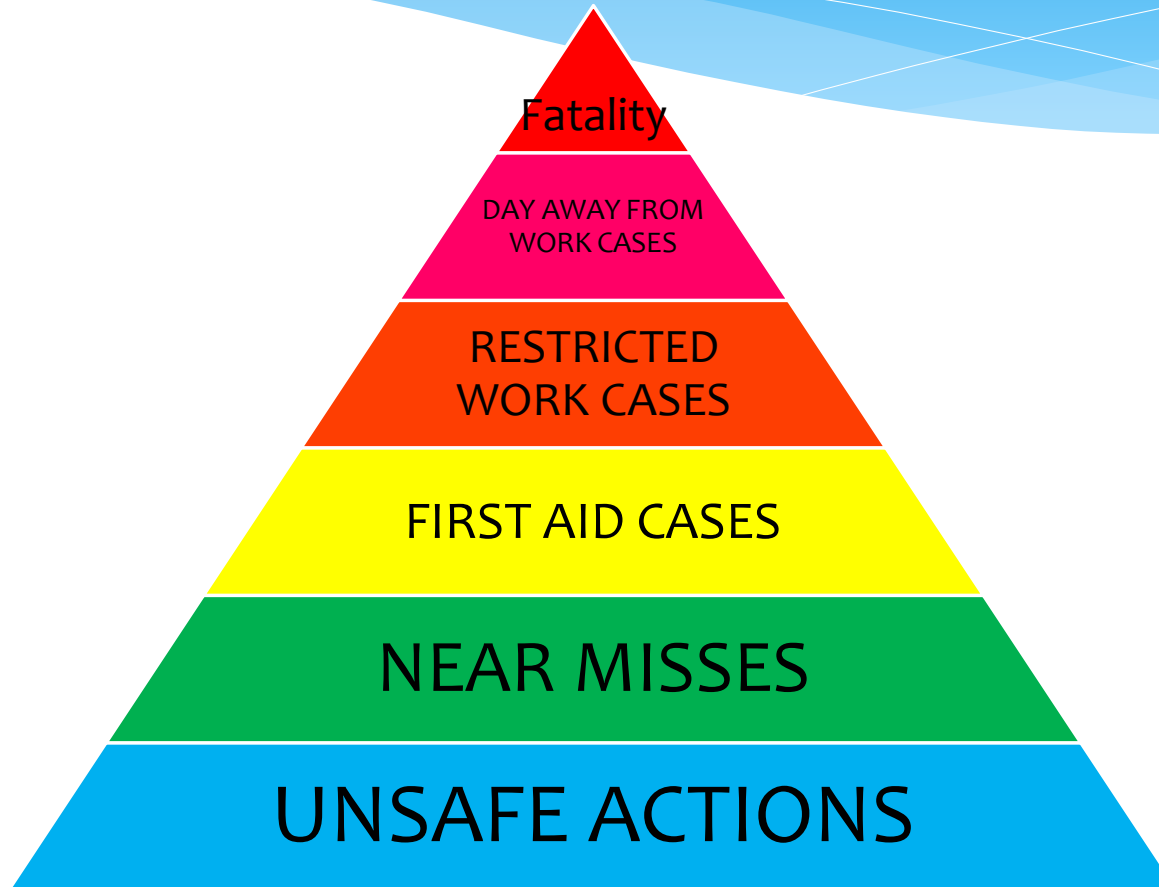 Fatality
DAY AWAY FROM
WORK CASES
RESTRICTED
WORK CASES
FIRST AID CASES
NEAR MISSES
UNSAFE ACTIONS